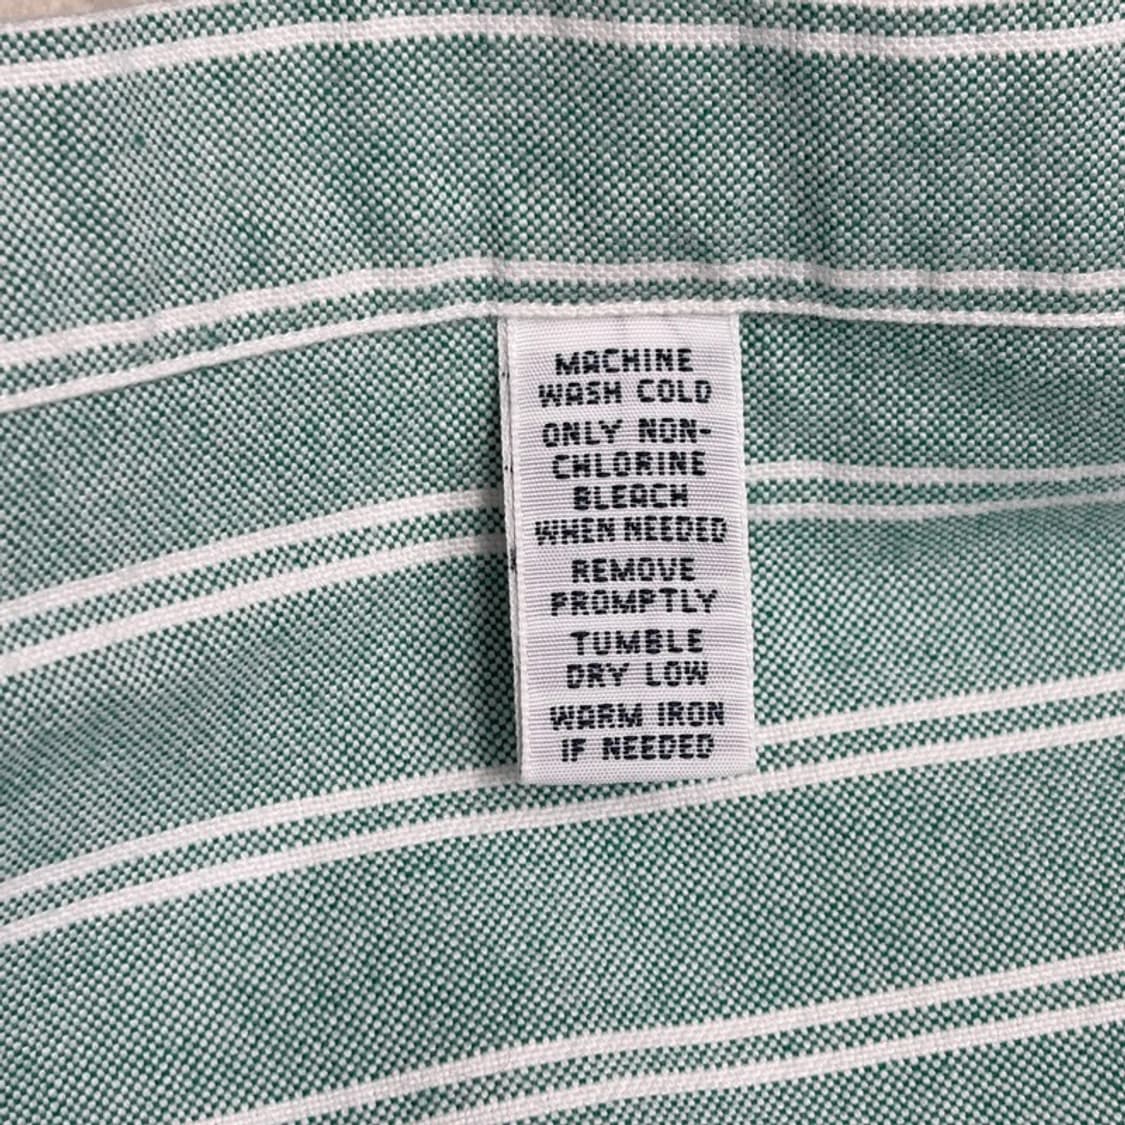 MACHINE
WASH COLD
ONLY NON-
CHLORINE
BLEACH
WHEN NEEDED
REMOVE
PROMPTLY
TUMBLE
DRY LOW
WARM IRON
IF NEEDED